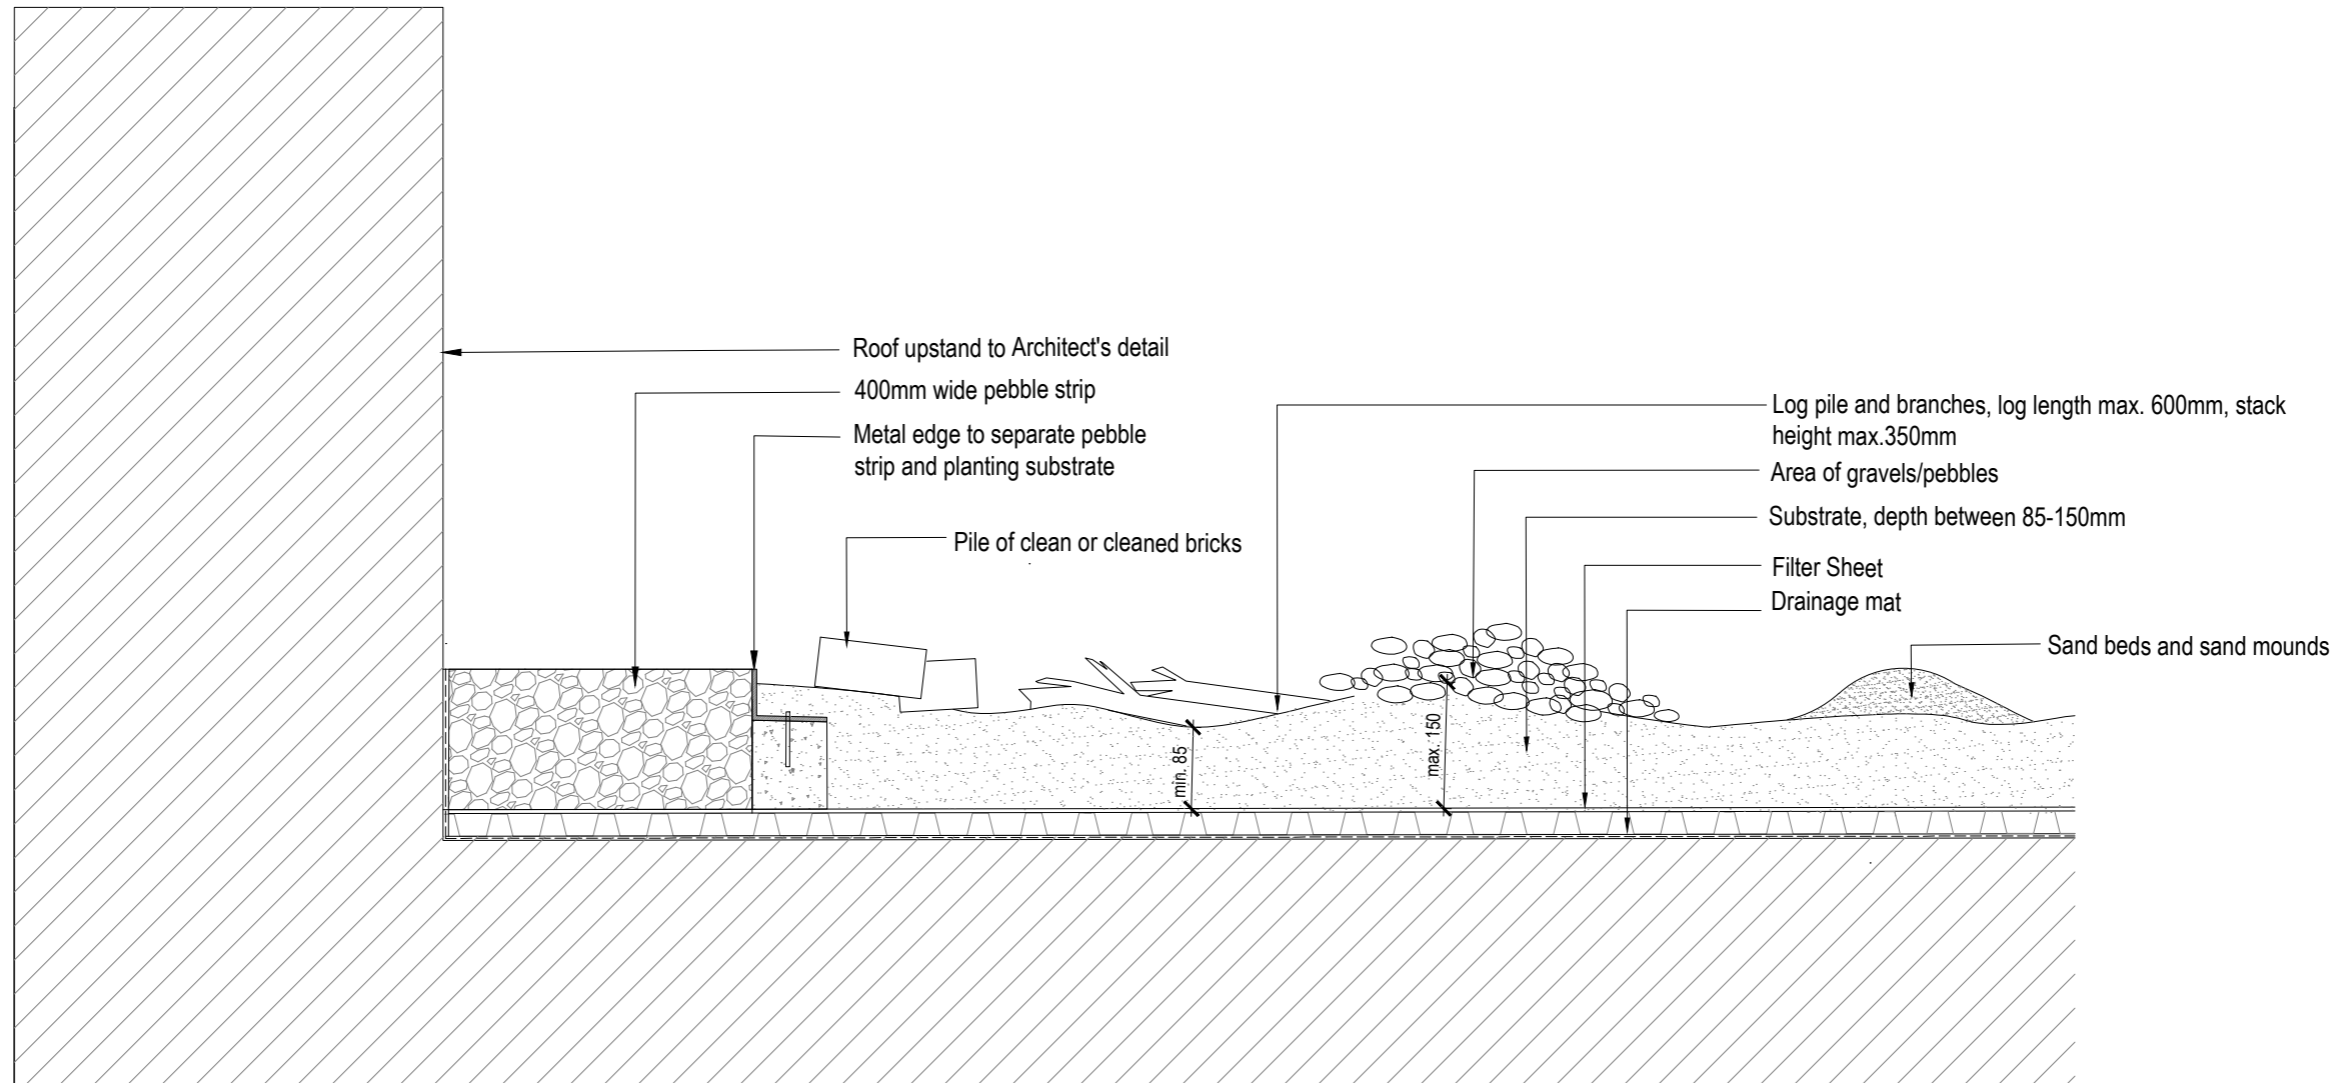 Roof upstand to Architect's detail
400mm wide pebble strip
Metal edge to separate pebble
strip and planting substrate
Pile of clean or cleaned bricks
Log pile and branches, log length max. 600mm, stack
height max.350mm
Area of gravels/pebbles
Substrate, depth between 85-150mm
Filter Sheet
Drainage mat
Sand beds and sand mounds
min. 85
max. 150